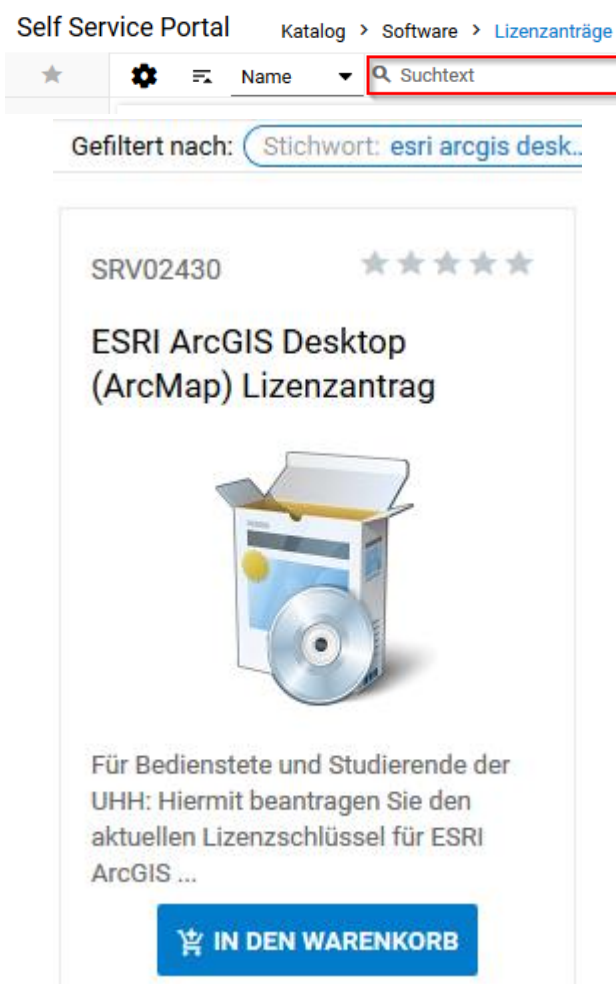 Self Service Portal Katalog > Software > Lizenzanträge
Name Suchtext
Gefiltert nach: Stichwort: esri arcgis desk..
SRV02430
ESRI ArcGIS Desktop
(ArcMap) Lizenzantrag
Für Bedienstete und Studierende der
UHH: Hiermit beantragen Sie den
aktuellen Lizenzschlüssel für ESRI
ArcGIS ...
IN DEN WARENKORB